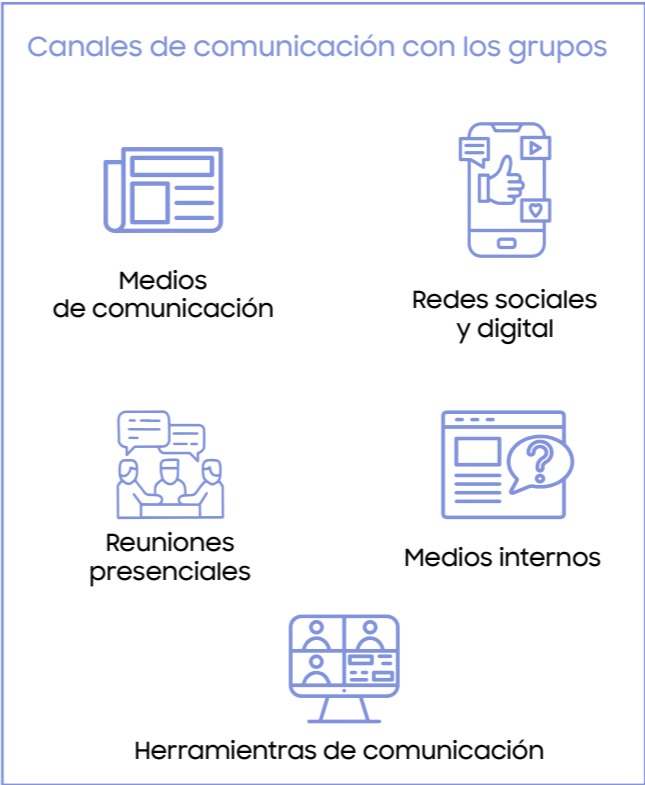 Canales de comunicación con los grupos
Medios
de comunicación
Redes sociales
y digital
Reuniones
presenciales
Medios internos
Herramientras de comunicación